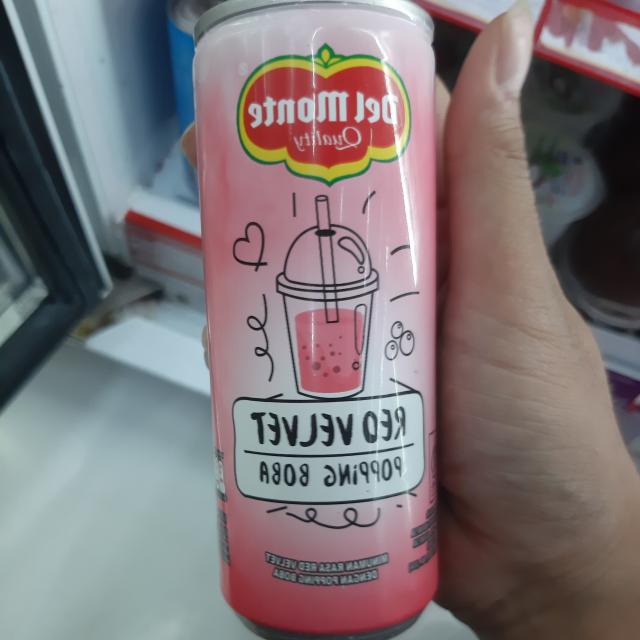 Del Monte
Quality
RED VELVET
POPPING BOBA
MINUMAN RASA RED VELVET
DENGAN POPPING BOBA